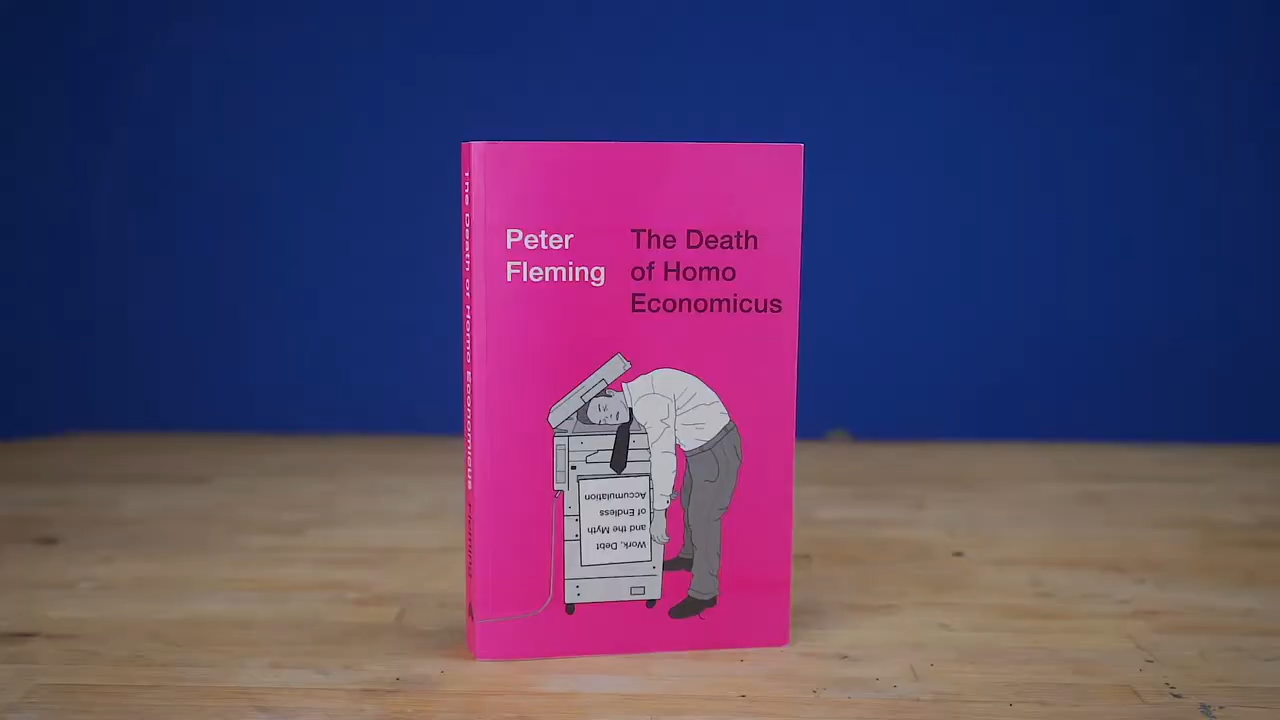 Peter
Fleming
The Death
of Homo
Economicus
Work, Debt
and the Myth
of Endless
Accumulation
The Death of Homo Economicus Fleming